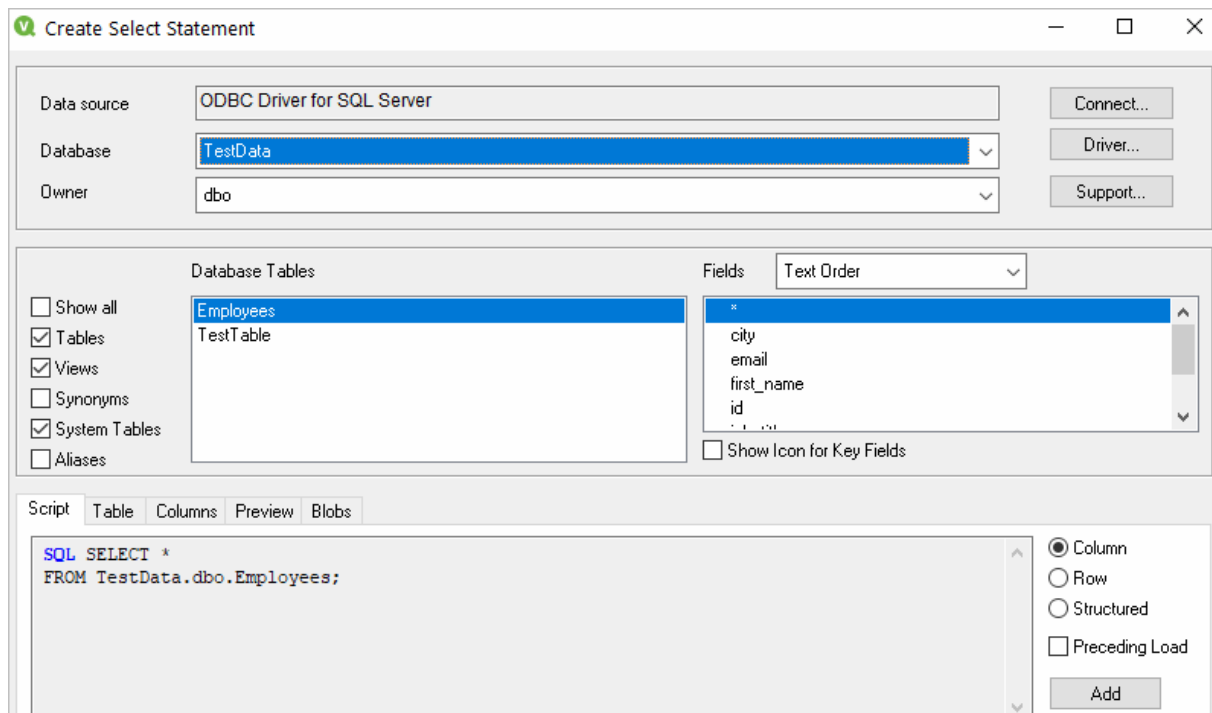 Create Select Statement
Data source
ODBC Driver for SQL Server
Connect...
Database
TestData
Driver...
Owner
dbo
Support...
Database Tables
Fields
Text Order
Show all
Tables
Views
Synonyms
System Tables
Aliases
Employees
TestTable
*
city
email
first_name
id
Show Icon for Key Fields
Script Table Columns Preview Blobs
SQL SELECT *
FROM TestData.dbo.Employees;
Column
Row
Structured
Preceding Load
Add